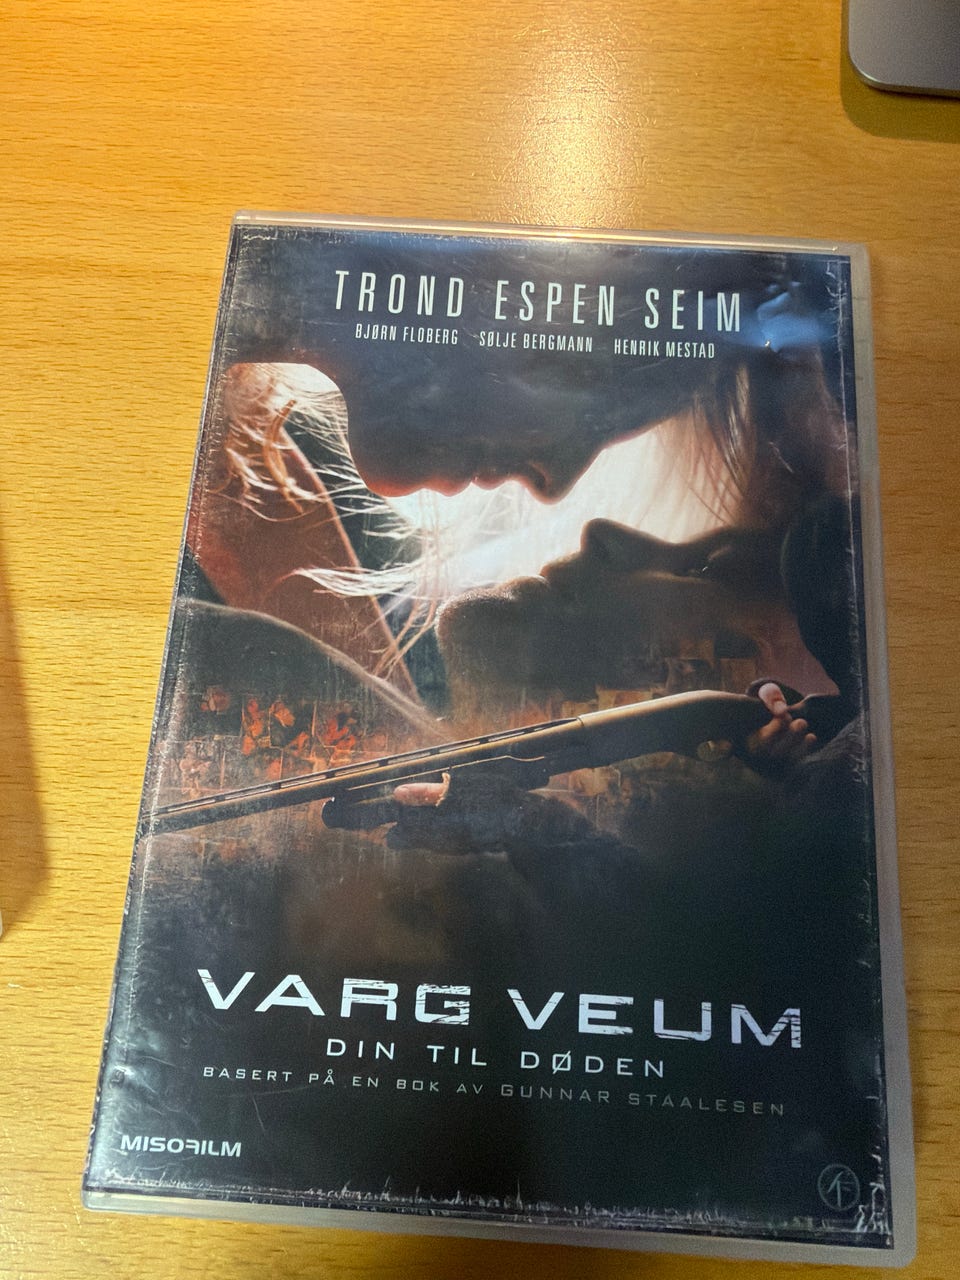 TROND ESPEN SEIM
BJØRN FLOBERG SØLJE BERGMANN HENRIK MESTAD
VARG VEUM
DIN TIL DØDEN
BASERT PÅ EN BOK AV GUNNAR STAALESEN
MISOFILM